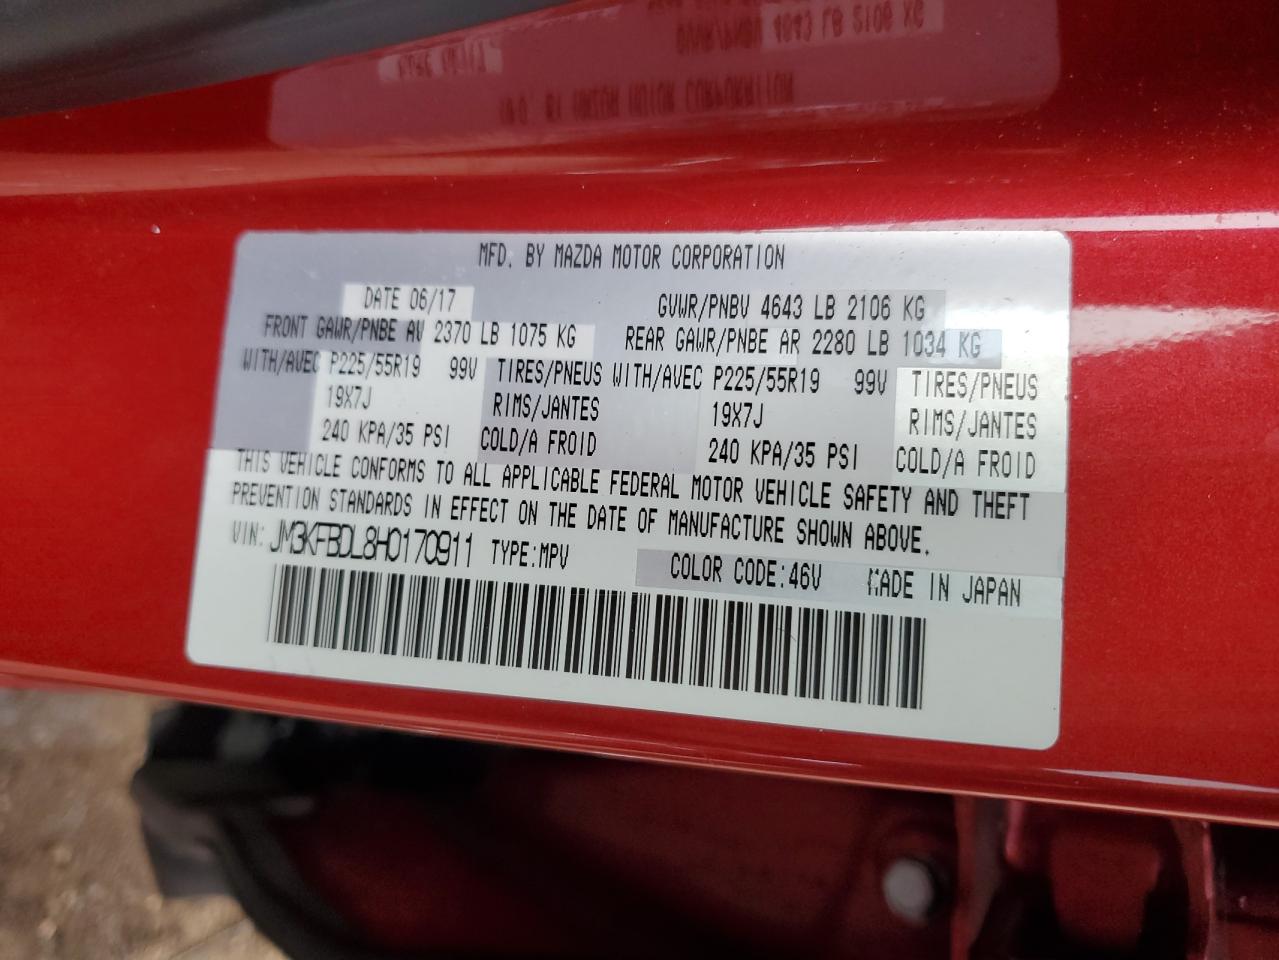 MFD. BY MAZDA MOTOR CORPORATION
DATE 06/17 GVWR/PNBV 4643 LB 2106 KG
FRONT GAWR/PNBE AV 2370 LB 1075 KG REAR GAWR/PNBE AR 2280 LB 1034 KG
WITH/AVEC P225/55R19 99V TIRES/PNEUS WITH/AVEC P225/55R19 99V TIRES/PNEUS
19X7J RIMS/JANTES 19X7J RIMS/JANTES
240 KPA/35 PSI COLD/A FROID 240 KPA/35 PSI COLD/A FROID
THIS VEHICLE CONFORMS TO ALL APPLICABLE FEDERAL MOTOR VEHICLE SAFETY AND THEFT
PREVENTION STANDARDS IN EFFECT ON THE DATE OF MANUFACTURE SHOWN ABOVE.
VIN: JM3KFBDL8H0170911 TYPE:MPV COLOR CODE:46V MADE IN JAPAN